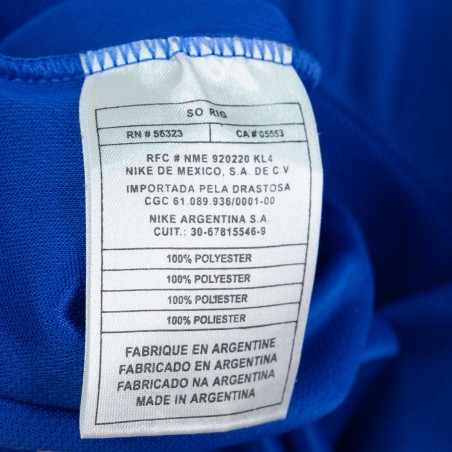 SO RIG
RN # 56323 CA # 05553
RFC # NME 920220 KL4
NIKE DE MEXICO, S.A. DE C.V
IMPORTADA PELA DRASTOSA
CGC 61.089.936/0001-00
NIKE ARGENTINA S.A.
CUIT.: 30-67815546-9
100% POLYESTER
100% POLYESTER
100% POLIESTER
100% POLIESTER
FABRIQUE EN ARGENTINE
FABRICADO EN ARGENTINA
FABRICADO NA ARGENTINA
MADE IN ARGENTINA